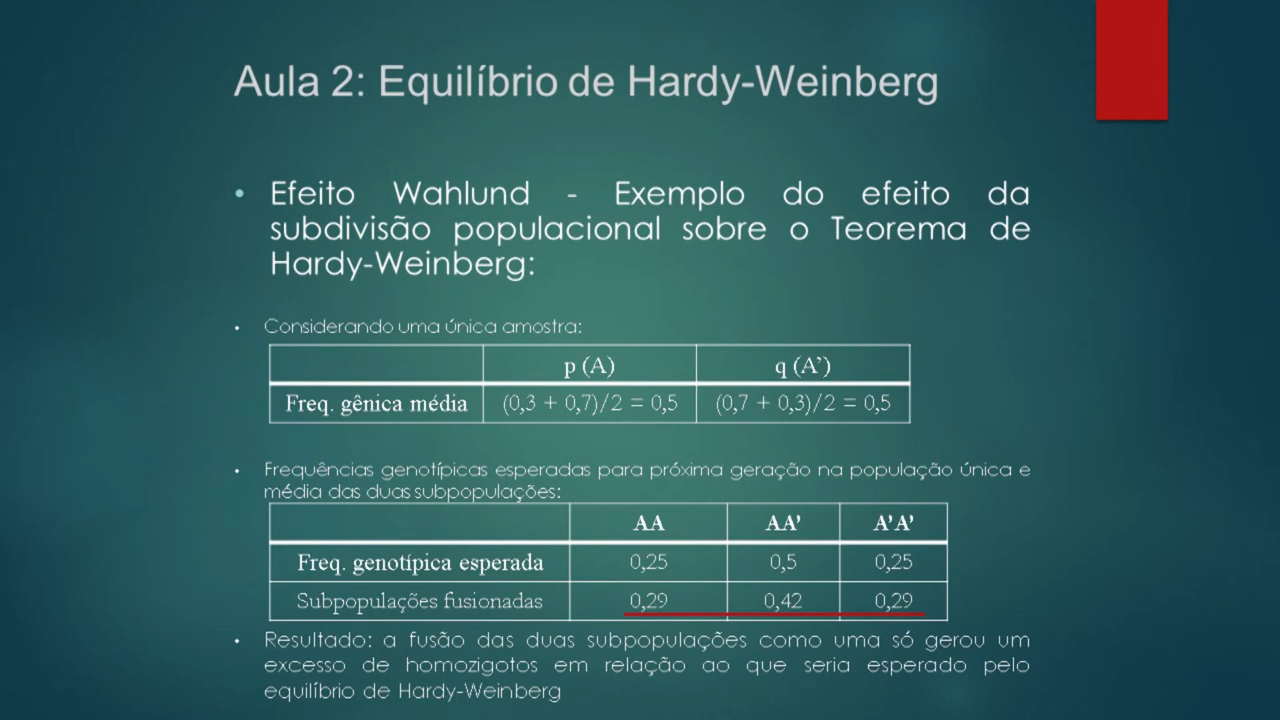 Aula 2: Equilíbrio de Hardy-Weinberg
• Efeito Wahlund - Exemplo do efeito da
subdivisão populacional sobre o Teorema de
Hardy-Weinberg:
• Considerando uma única amostra:
p (A) q (A’)
Freq. gênica média (0,3 + 0,7)/2 = 0,5 (0,7 + 0,3)/2 = 0,5
• Frequências genotípicas esperadas para próxima geração na população única e
média das duas subpopulações:
AA AA’ A’A’
Freq. genotípica esperada 0,25 0,5 0,25
Subpopulações fusionadas 0,29 0,42 0,29
• Resultado: a fusão das duas subpopulações como uma só gerou um
excesso de homozigotos em relação ao que seria esperado pelo
equilíbrio de Hardy-Weinberg